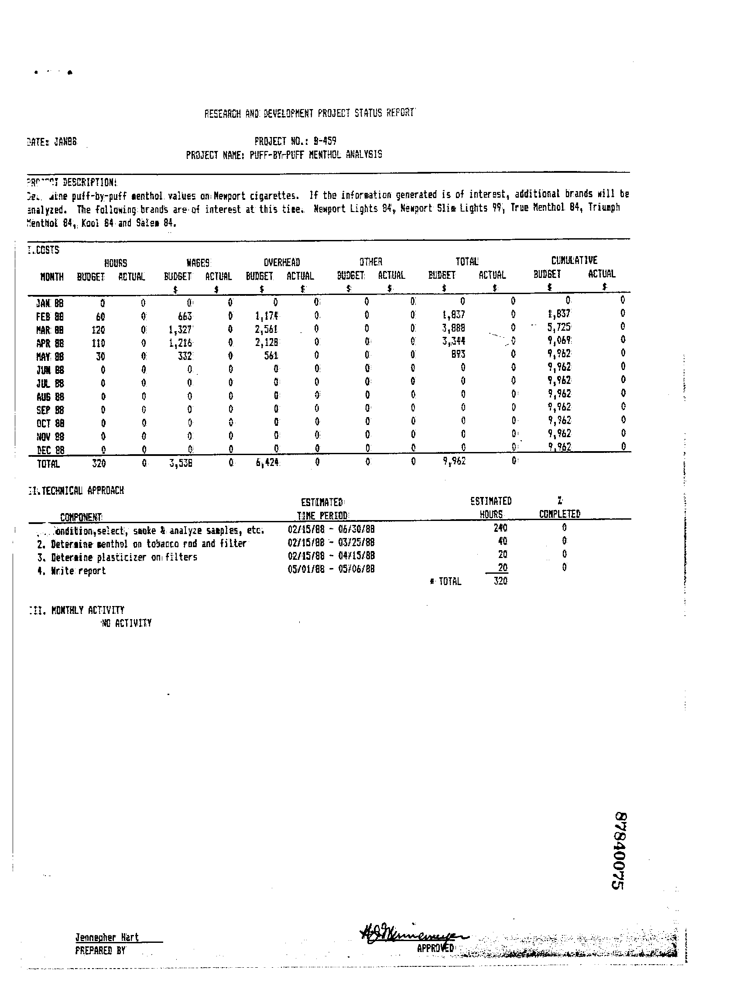 RESEARCH AND DEVELOPMENT PROJECT STATUS REPORT
DATE: JAN88 PROJECT NO.: B-459
PROJECT NAME: PUFF-BY-PUFF MENTHOL ANALYSIS
DESCRIPTION:
puff-by-puff menthol values on Newport cigarettes. If the information generated is of interest, additional brands will be
analyzed. The following brands are of interest at this time. Newport Lights 84, Newport Slim Lights 99, True Menthol 84, Triumph
Menthol 84, Kool 84 and Salem 84.
I.COSTS
HOURS WAGES OVERHEAD OTHER TOTAL CUMULATIVE
MONTH BUDGET ACTUAL BUDGET ACTUAL BUDGET ACTUAL BUDGET ACTUAL BUDGET ACTUAL BUDGET ACTUAL
$ $ $ $ $ $ $ $ $ $
JAN 88 0 0 0 0 0 0 0 0 0 0 0 0
FEB 88 60 0 663 0 1,174 0 0 0 1,837 0 1,837 0
MAR 88 120 0 1,327 0 2,561 0 0 0 3,888 0 5,725 0
APR 88 110 0 1,216 0 2,128 0 0 0 3,344 0 9,069 0
MAY 88 30 0 332 0 561 0 0 0 893 0 9,962 0
JUN 88 0 0 0 0 0 0 0 0 0 0 9,962 0
JUL 88 0 0 0 0 0 0 0 0 0 0 9,962 0
AUG 88 0 0 0 0 0 0 0 0 0 0 9,962 0
SEP 88 0 0 0 0 0 0 0 0 0 0 9,962 0
OCT 88 0 0 0 0 0 0 0 0 0 0 9,962 0
NOV 88 0 0 0 0 0 0 0 0 0 0 9,962 0
DEC 88 0 0 0 0 0 0 0 0 0 0 9,962 0
TOTAL 320 0 3,538 0 6,424 0 0 0 9,962 0
II.TECHNICAL APPROACH
ESTIMATED ESTIMATED %
COMPONENT TIME PERIOD HOURS COMPLETED
ondition,select, smoke & analyze samples, etc. 02/15/88 - 06/30/88 240 0
2. Determine menthol on tobacco rod and filter 02/15/88 - 03/25/88 40 0
3. Determine plasticizer on filters 02/15/88 - 04/15/88 20 0
4. Write report 05/01/88 - 05/06/88 20 0
* TOTAL 320
III. MONTHLY ACTIVITY
NO ACTIVITY
87840075
Jennepher Hart
PREPARED BY APPROVED